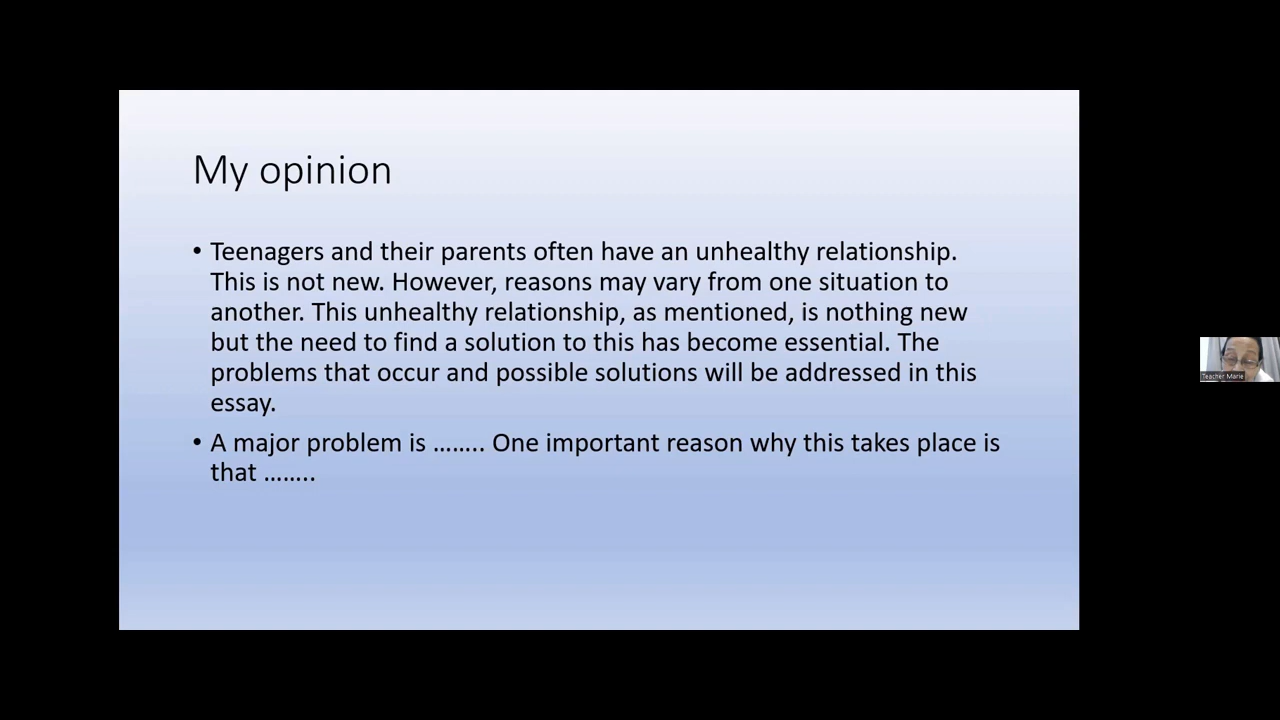 My opinion
• Teenagers and their parents often have an unhealthy relationship.
This is not new. However, reasons may vary from one situation to
another. This unhealthy relationship, as mentioned, is nothing new
but the need to find a solution to this has become essential. The
problems that occur and possible solutions will be addressed in this
essay.
• A major problem is …….. One important reason why this takes place is
that ……..
Teacher Marie